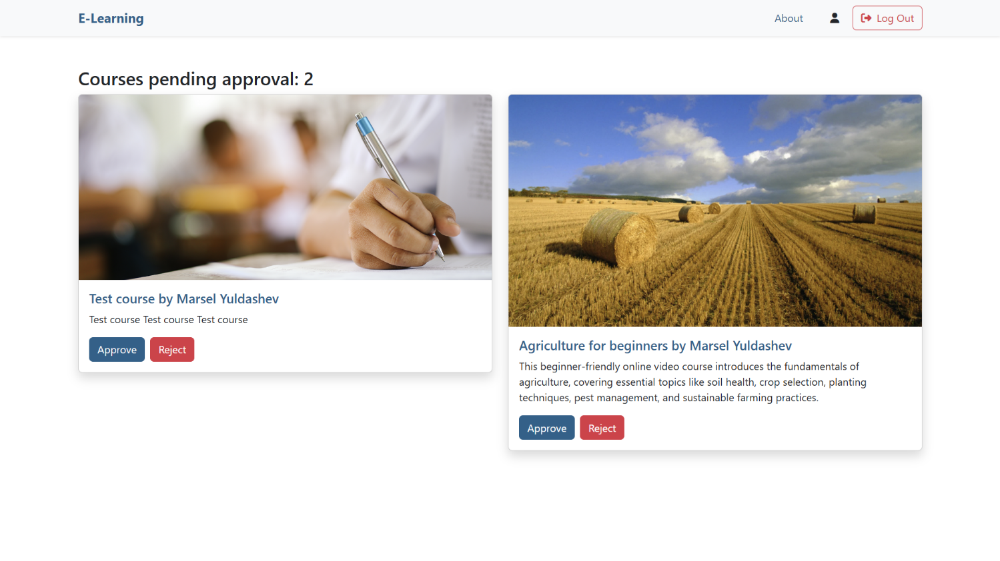 E-Learning
About
Log Out
Courses pending approval: 2
Test course by Marsel Yuldashev
Test course Test course Test course
Approve
Reject
Agriculture for beginners by Marsel Yuldashev
This beginner-friendly online video course introduces the fundamentals of
agriculture, covering essential topics like soil health, crop selection, planting
techniques, pest management, and sustainable farming practices.
Approve
Reject